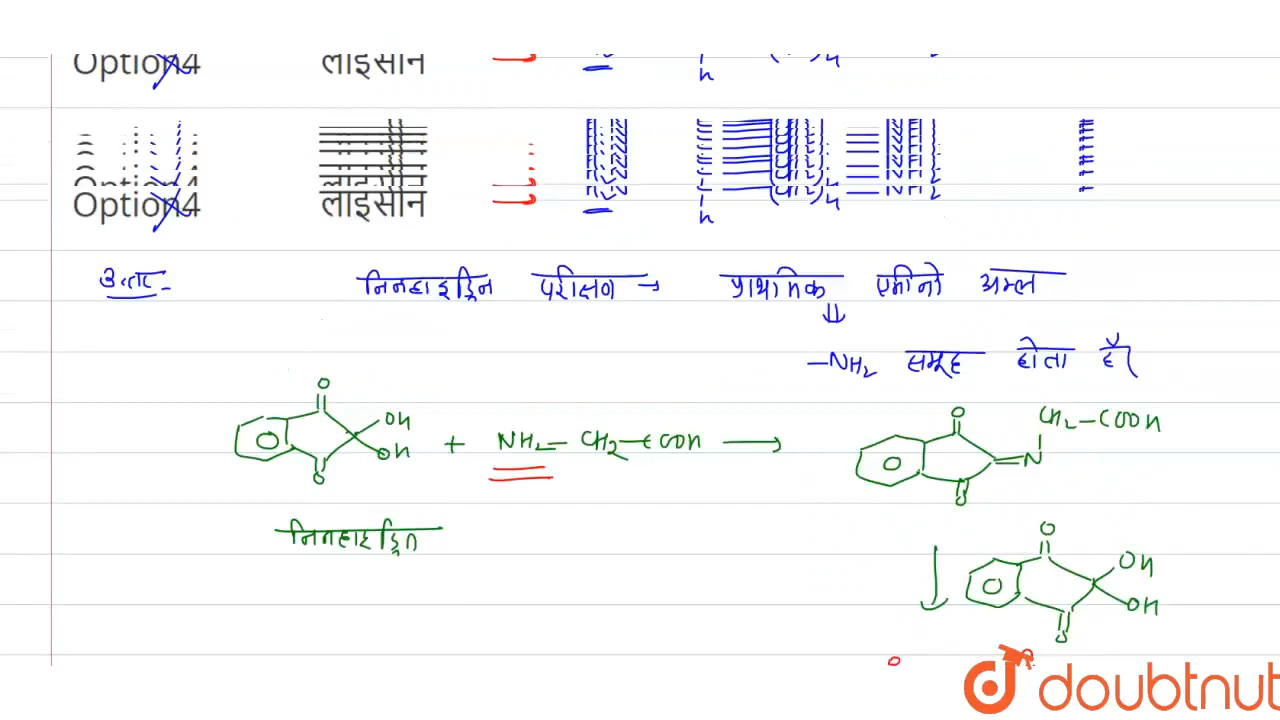 Option4 लाइसीन
Option4 लाइसीन
उत्तर - निनहाइड्रिन परीक्षण → प्राथमिक एमीनो अम्ल
⇓
—NH₂ समूह होता है।
O
OH
OH
O
+ NH₂—CH₂—COOH →
O
CH₂—COOH
=N
O
निनहाइड्रिन
O
OH
OH
O
doubtnut